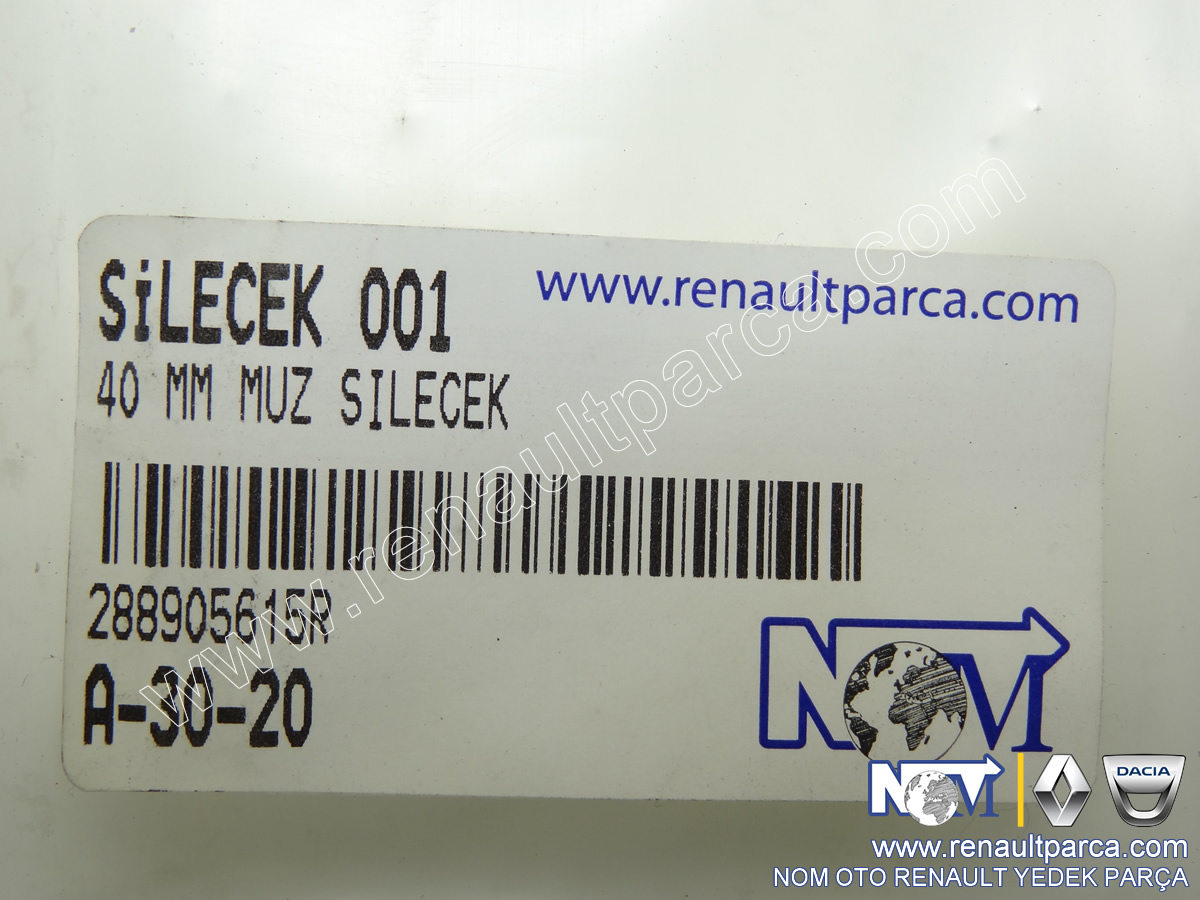 SiLECEK 001
www.renaultparca.com
40 MM MUZ SILECEK
www.renaultparca.com
288905615R
A-30-20
NOM
NOM
DACIA
www.renaultparca.com
NOM OTO RENAULT YEDEK PARÇA